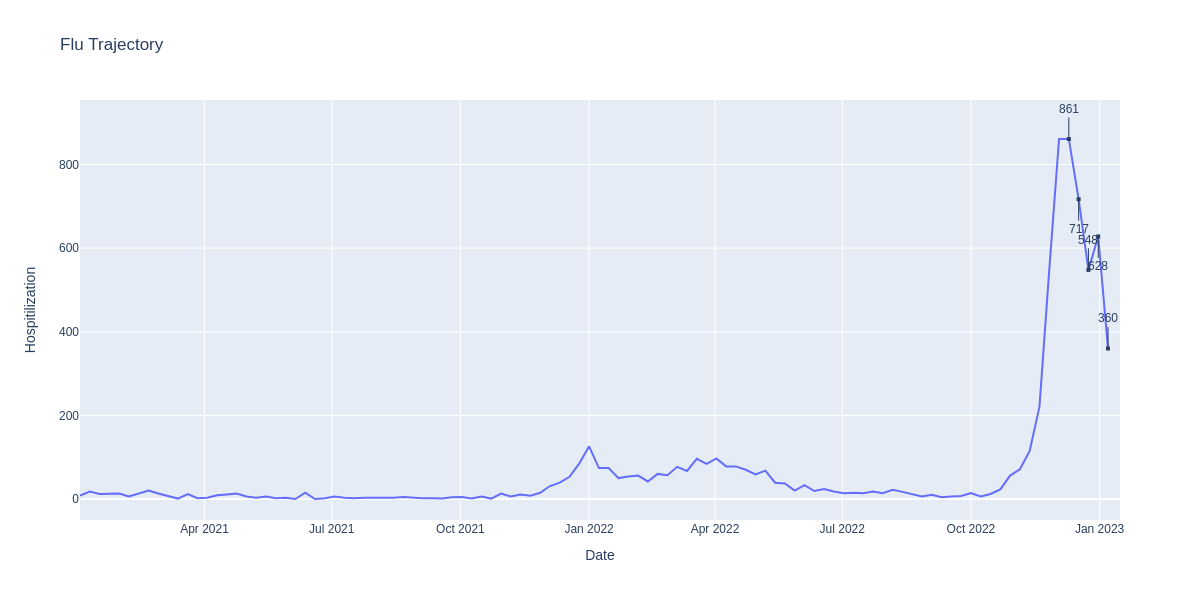 Flu Trajectory
861
800
717
600
548
628
400
360
200
0
Hospitilization
Apr 2021
Jul 2021
Oct 2021
Jan 2022
Apr 2022
Jul 2022
Oct 2022
Jan 2023
Date